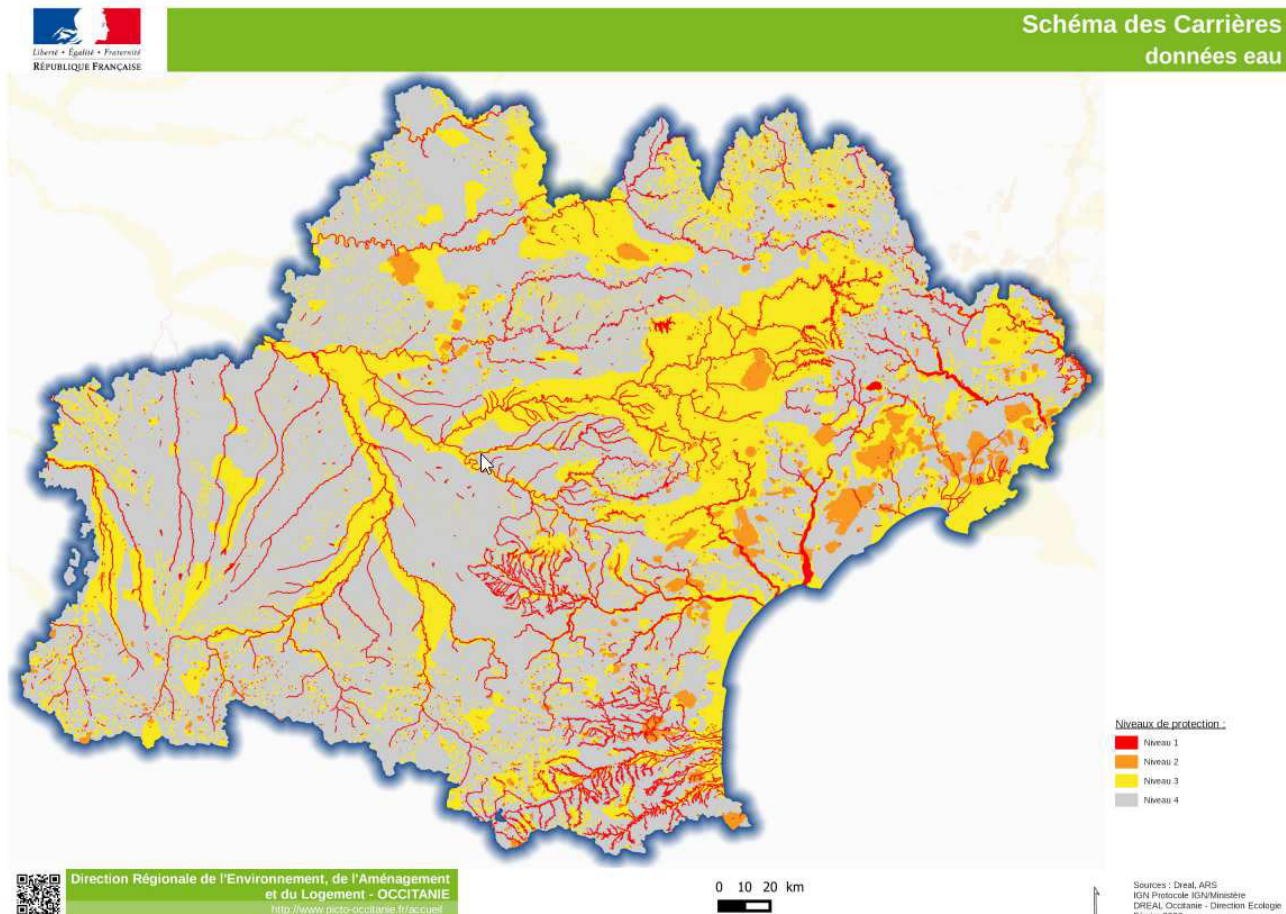 Schéma des Carrières
données eau
Liberté • Égalité • Fraternité
RÉPUBLIQUE FRANÇAISE
Niveaux de protection :
Niveau 1
Niveau 2
Niveau 3
Niveau 4
Direction Régionale de l'Environnement, de l'Aménagement
et du Logement - OCCITANIE
http://www.picto-occitanie.fr/accueil
0 10 20 km
Sources : Dreal, ARS
IGN Protocole IGN/Ministère
DREAL Occitanie - Direction Ecologie